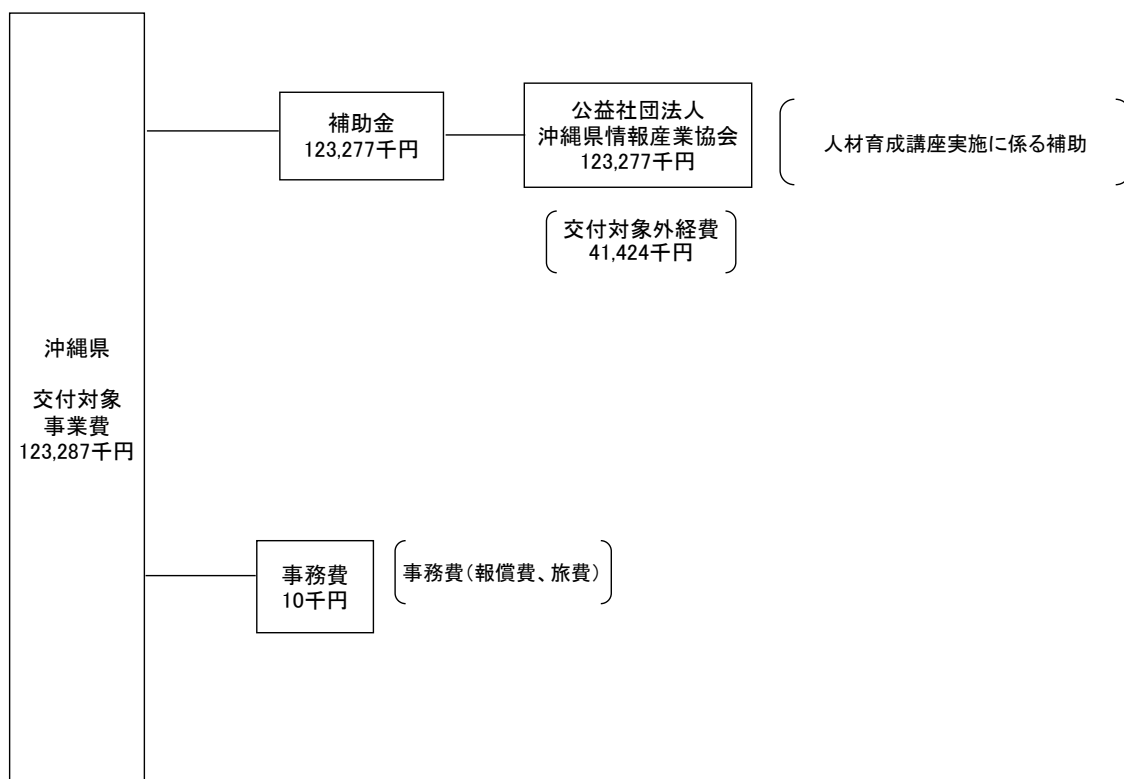 沖縄県
交付対象
事業費
123,287千円
補助金
123,277千円
公益社団法人
沖縄県情報産業協会
123,277千円
人材育成講座実施に係る補助
交付対象外経費
41,424千円
事務費
10千円
事務費(報償費、旅費)